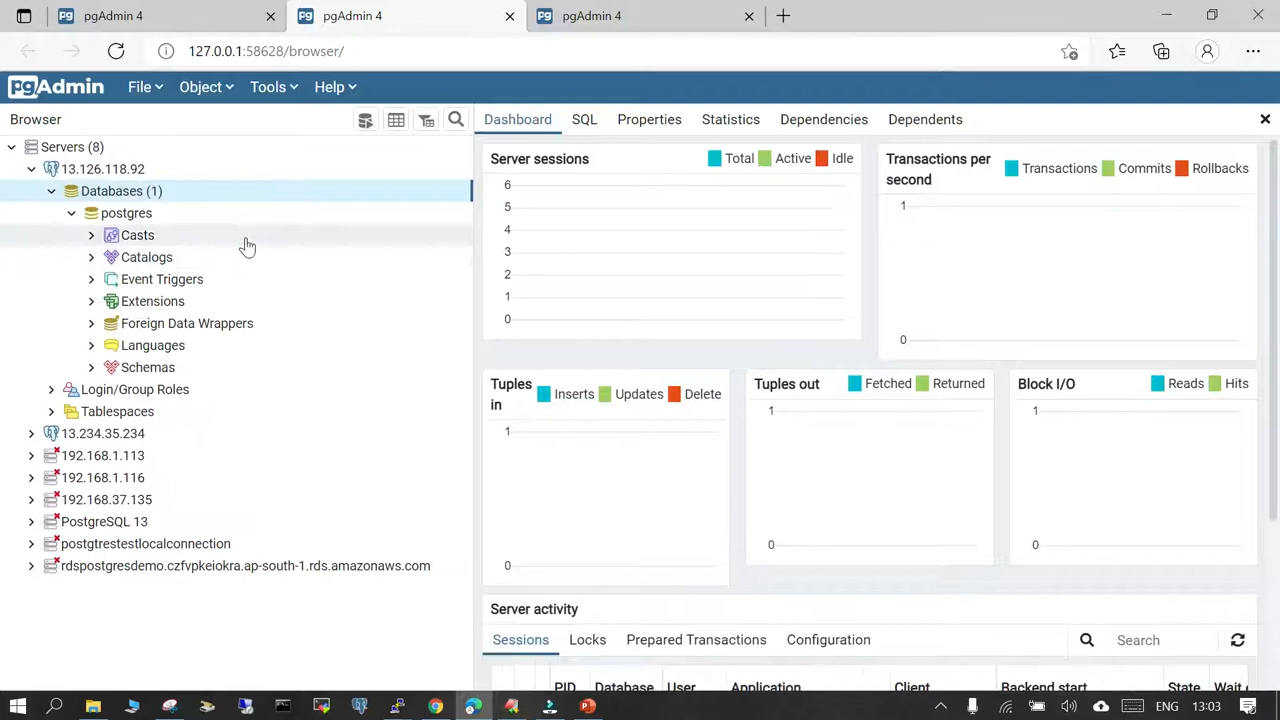 pgAdmin 4
pgAdmin 4
pgAdmin 4
127.0.0.1:58628/browser/
pgAdmin
File
Object
Tools
Help
Browser
Dashboard
SQL
Properties
Statistics
Dependencies
Dependents
Servers (8)
13.126.118.92
Databases (1)
postgres
Casts
Catalogs
Event Triggers
Extensions
Foreign Data Wrappers
Languages
Schemas
Login/Group Roles
Tablespaces
13.234.35.234
192.168.1.113
192.168.1.116
192.168.37.135
PostgreSQL 13
postgtrestestlocalconnection
rdspostgresdemo.czfvpkeiokra.ap-south-1.rds.amazonaws.com
Server sessions
Total Active Idle
6
5
4
3
2
1
0
Transactions per
second
Transactions Commits Rollbacks
1
0
Tuples
in
Inserts Updates Delete
1
0
Tuples out
Fetched Returned
1
0
Block I/O
Reads Hits
1
0
Server activity
Sessions
Locks
Prepared Transactions
Configuration
Search
PID Database User Application Client Backend start State Wait
ENG 13:03